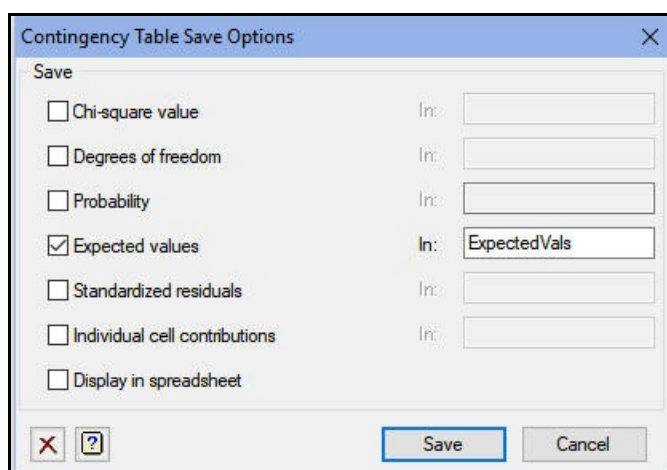 Contingency Table Save Options
Save
Chi-square value In:
Degrees of freedom In:
Probability In:
Expected values In: ExpectedVals
Standardized residuals In:
Individual cell contributions In:
Display in spreadsheet
? Save Cancel